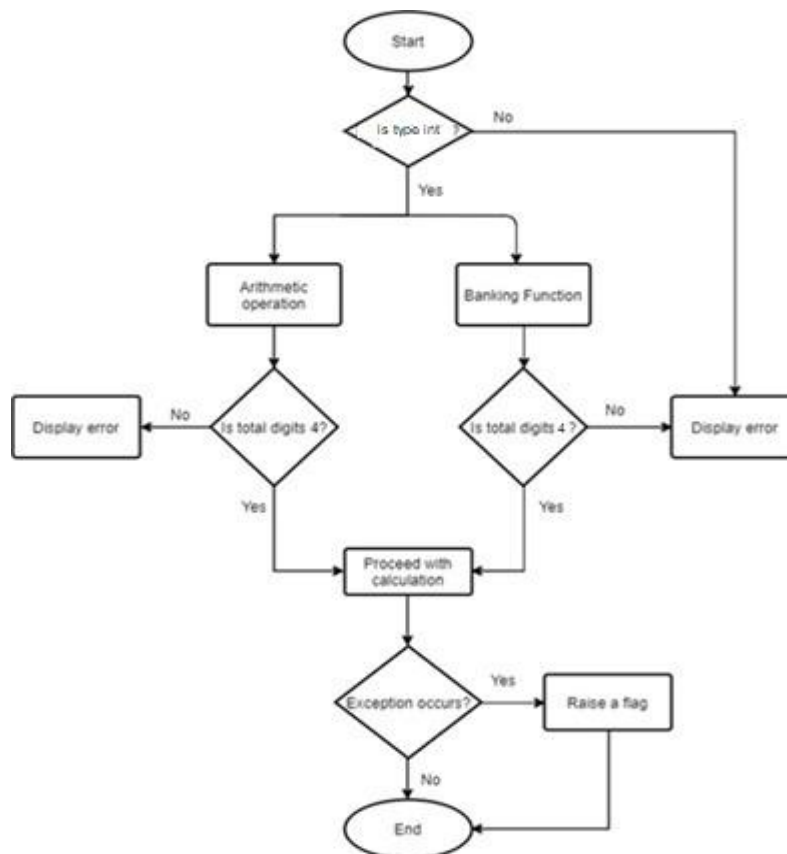 Start
Is type int ?
No
Yes
Arithmetic
operation
Banking Function
Display error
No
Is total digits 4?
Is total digits 4 ?
No
Display error
Yes
Yes
Proceed with
calculation
Exception occurs?
Yes
Raise a flag
No
End